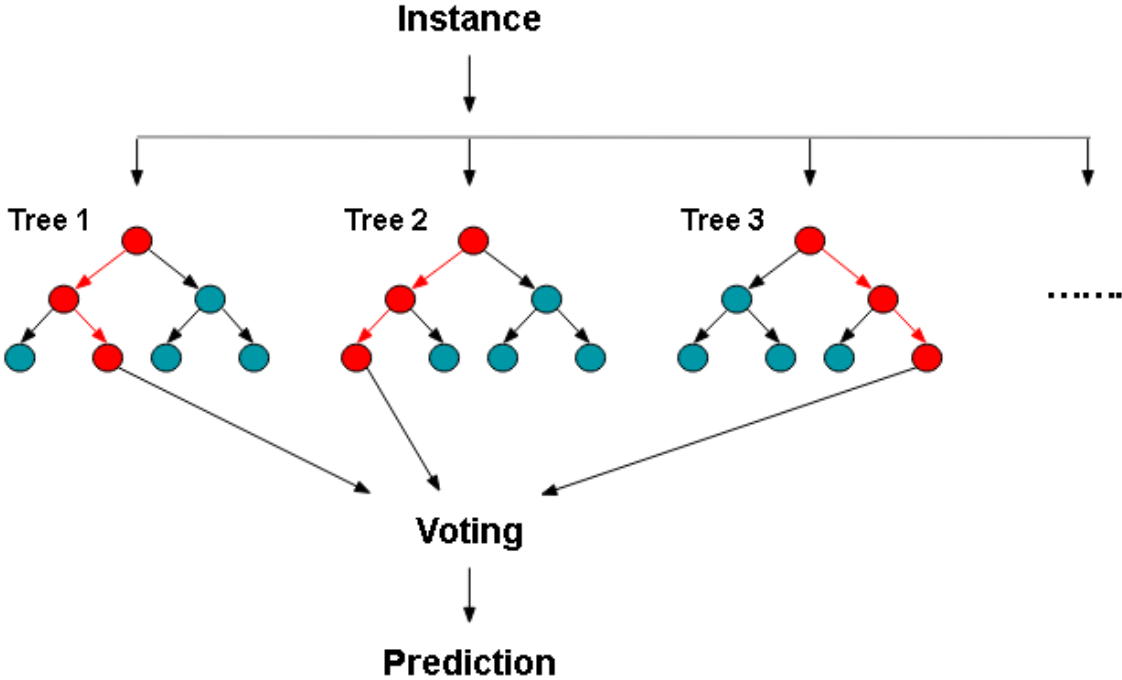 Instance
Tree 1
Tree 2
Tree 3
........
Voting
Prediction